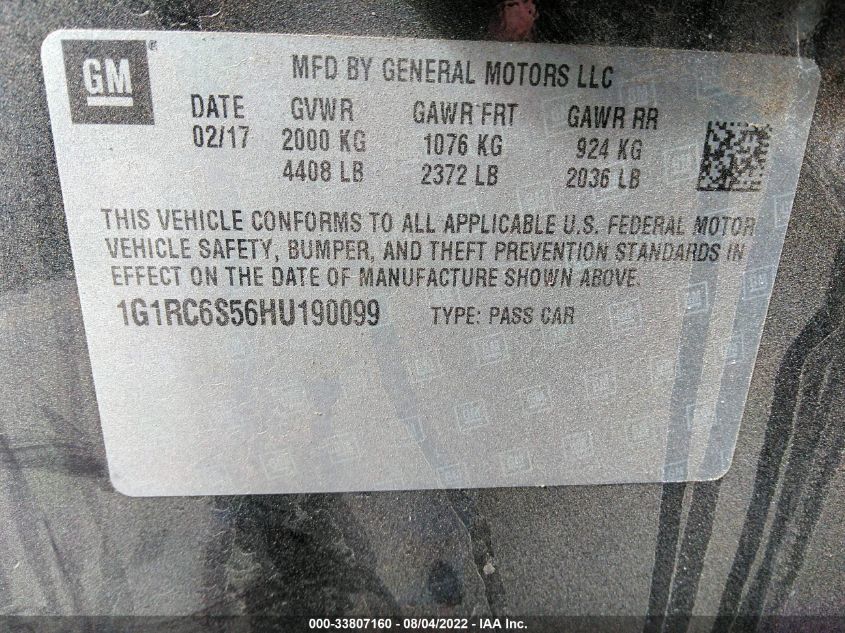 GM
MFD BY GENERAL MOTORS LLC
DATE GVWR GAWR FRT GAWR RR
02/17 2000 KG 1076 KG 924 KG
4408 LB 2372 LB 2036 LB
THIS VEHICLE CONFORMS TO ALL APPLICABLE U.S. FEDERAL MOTOR
VEHICLE SAFETY, BUMPER, AND THEFT PREVENTION STANDARDS IN
EFFECT ON THE DATE OF MANUFACTURE SHOWN ABOVE.
1G1RC6S56HU190099 TYPE: PASS CAR
000-33807160 - 08/04/2022 - IAA Inc.